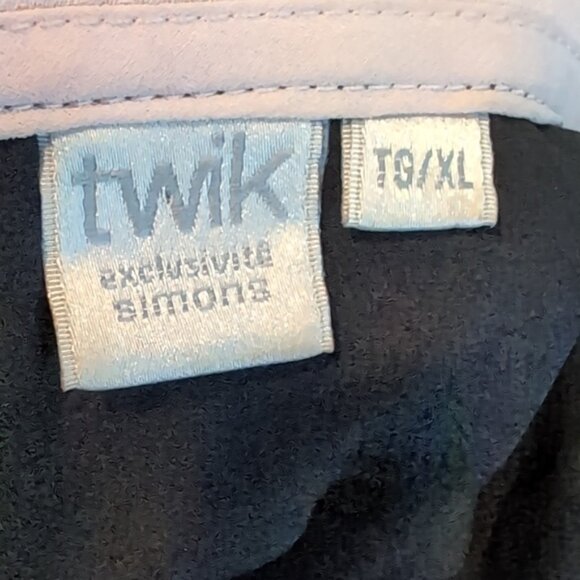 twik
exclusivité
simons
TG/XL